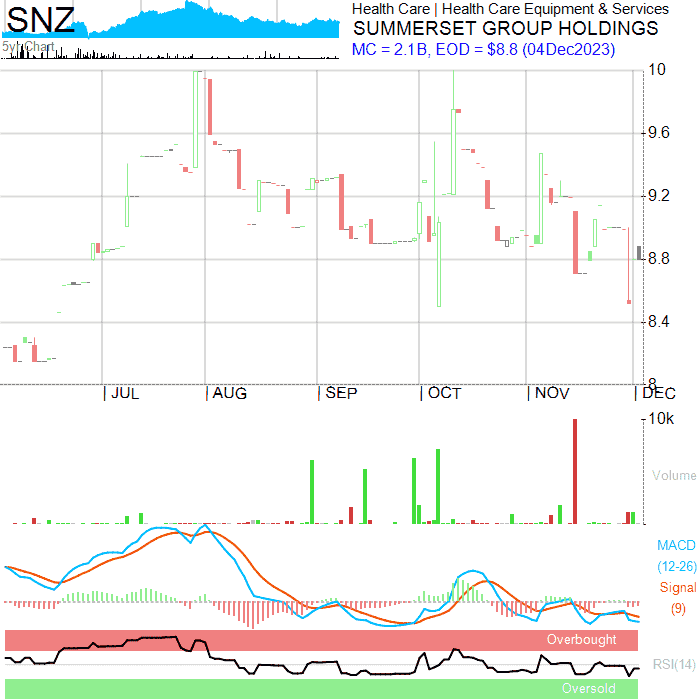 SNZ
5yr Chart
Health Care | Health Care Equipment & Services
SUMMERSET GROUP HOLDINGS
MC = 2.1B, EOD = $8.8 (04Dec2023)
10
9.6
9.2
8.8
8.4
8
JUL AUG SEP OCT NOV DEC
10k
Volume
MACD
(12-26)
Signal
(9)
Overbought
RSI(14)
Oversold